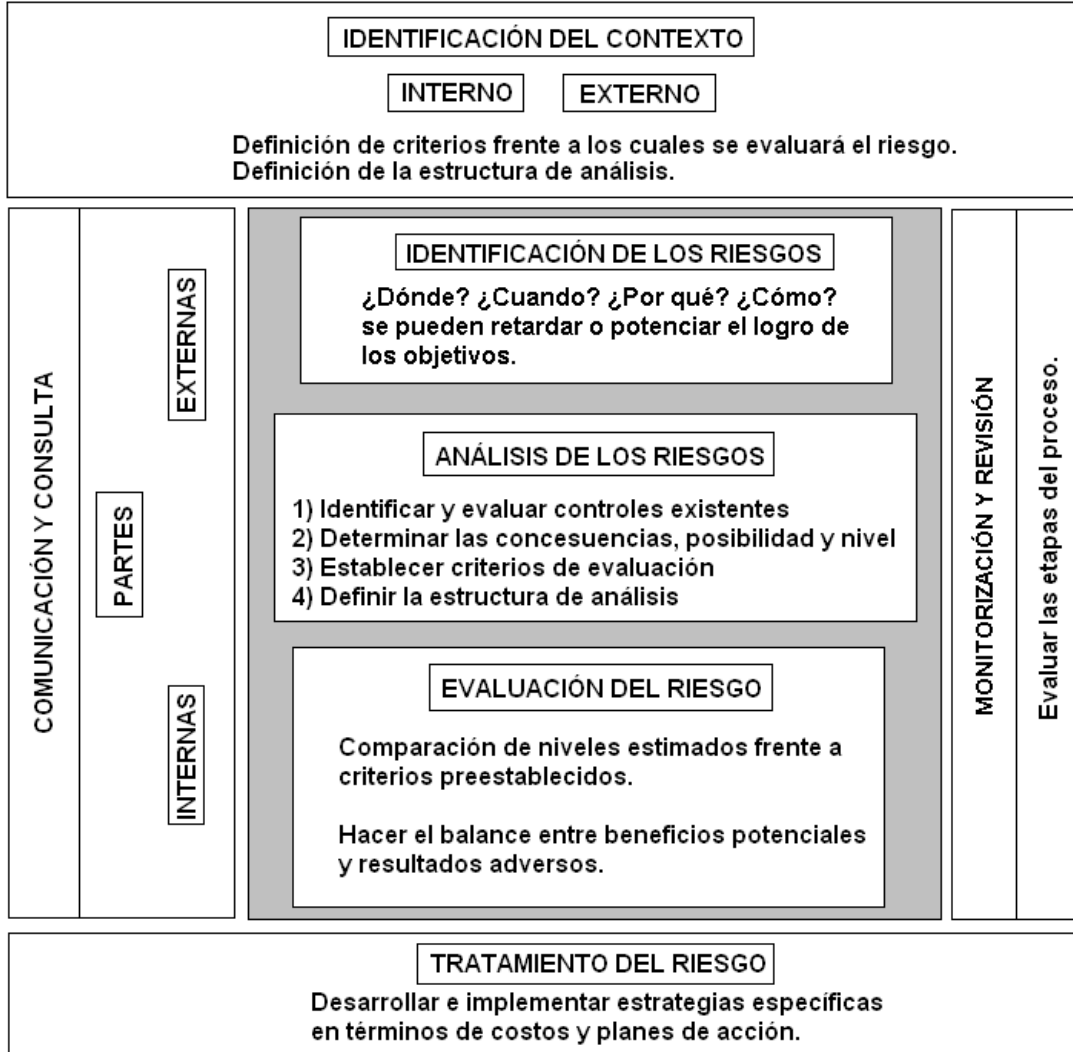 IDENTIFICACIÓN DEL CONTEXTO
INTERNO
EXTERNO
Definición de criterios frente a los cuales se evaluará el riesgo.
Definición de la estructura de análisis.
COMUNICACIÓN Y CONSULTA
PARTES
EXTERNAS
INTERNAS
IDENTIFICACIÓN DE LOS RIESGOS
¿Dónde? ¿Cuando? ¿Por qué? ¿Cómo?
se pueden retardar o potenciar el logro de
los objetivos.
ANÁLISIS DE LOS RIESGOS
1) Identificar y evaluar controles existentes
2) Determinar las concesuencias, posibilidad y nivel
3) Establecer criterios de evaluación
4) Definir la estructura de análisis
EVALUACIÓN DEL RIESGO
Comparación de niveles estimados frente a
criterios preestablecidos.
Hacer el balance entre beneficios potenciales
y resultados adversos.
MONITORIZACIÓN Y REVISIÓN
Evaluar las etapas del proceso.
TRATAMIENTO DEL RIESGO
Desarrollar e implementar estrategias específicas
en términos de costos y planes de acción.